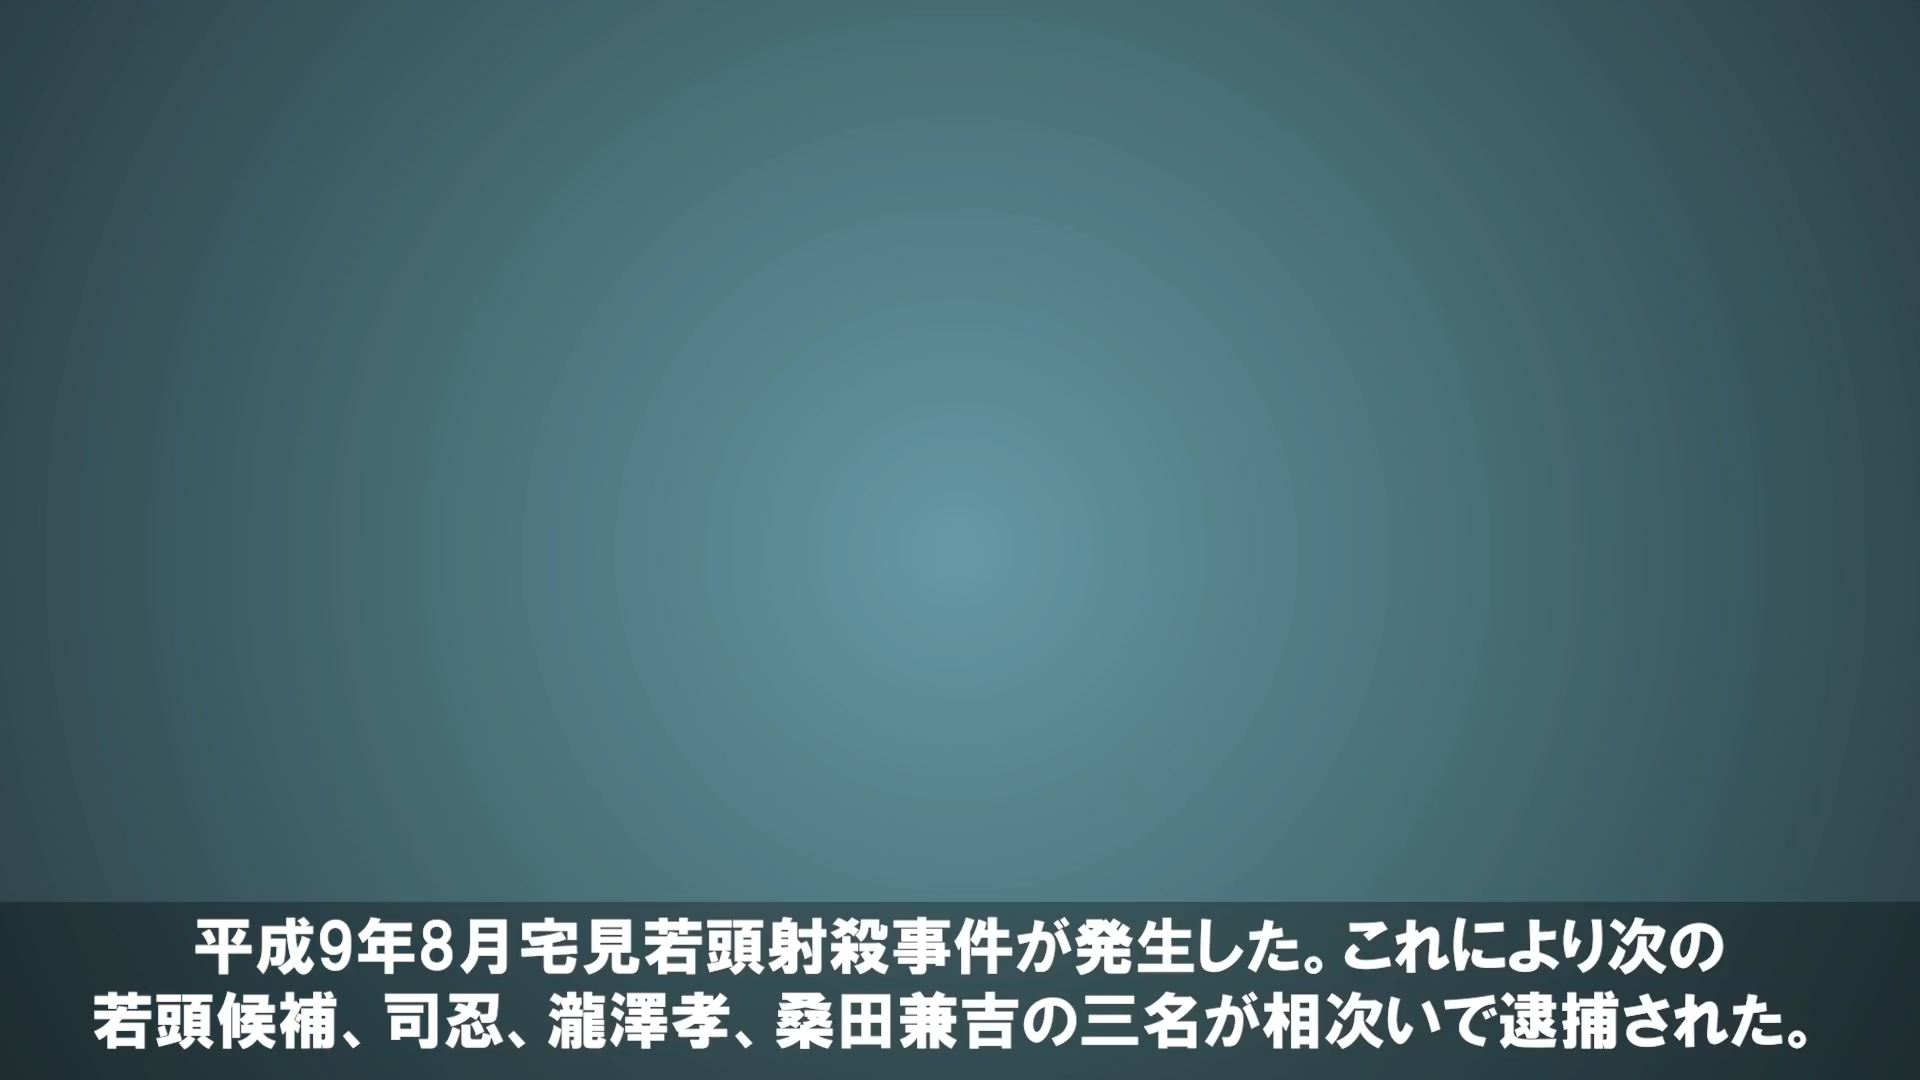 平成9年8月宅見若頭射殺事件が発生した。これにより次の
若頭候補、司忍、瀧澤孝、桑田兼吉の三名が相次いで逮捕された。